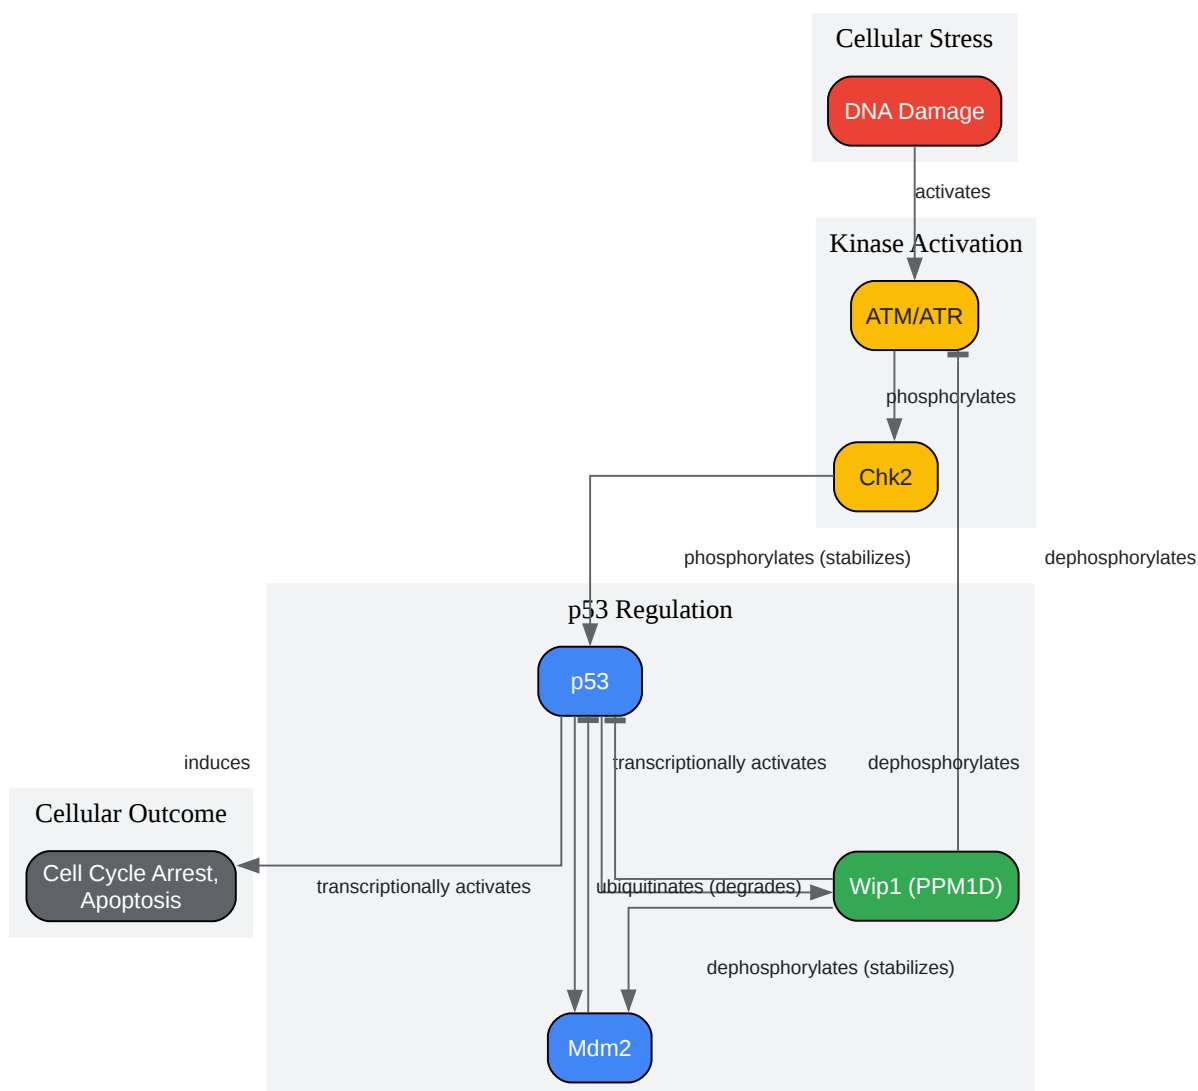 Cellular Stress
DNA Damage
activates
Kinase Activation
ATM/ATR
phosphorylates
Chk2
phosphorylates (stabilizes)
dephosphorylates
p53 Regulation
p53
induces
transcriptionally activates
dephosphorylates
Cellular Outcome
Cell Cycle Arrest,
Apoptosis
transcriptionally activates
ubiquitinates (degrades)
Wip1 (PPM1D)
dephosphorylates (stabilizes)
Mdm2